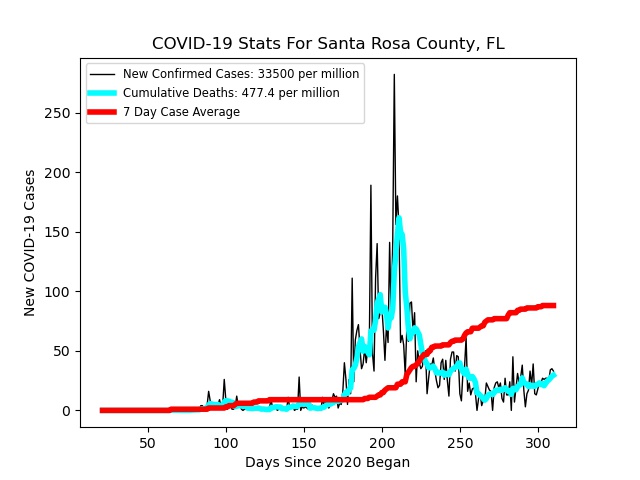 COVID-19 Stats For Santa Rosa County, FL
New Confirmed Cases: 33500 per million
Cumulative Deaths: 477.4 per million
7 Day Case Average
New COVID-19 Cases
250
200
150
100
50
0
50 100 150 200 250 300
Days Since 2020 Began